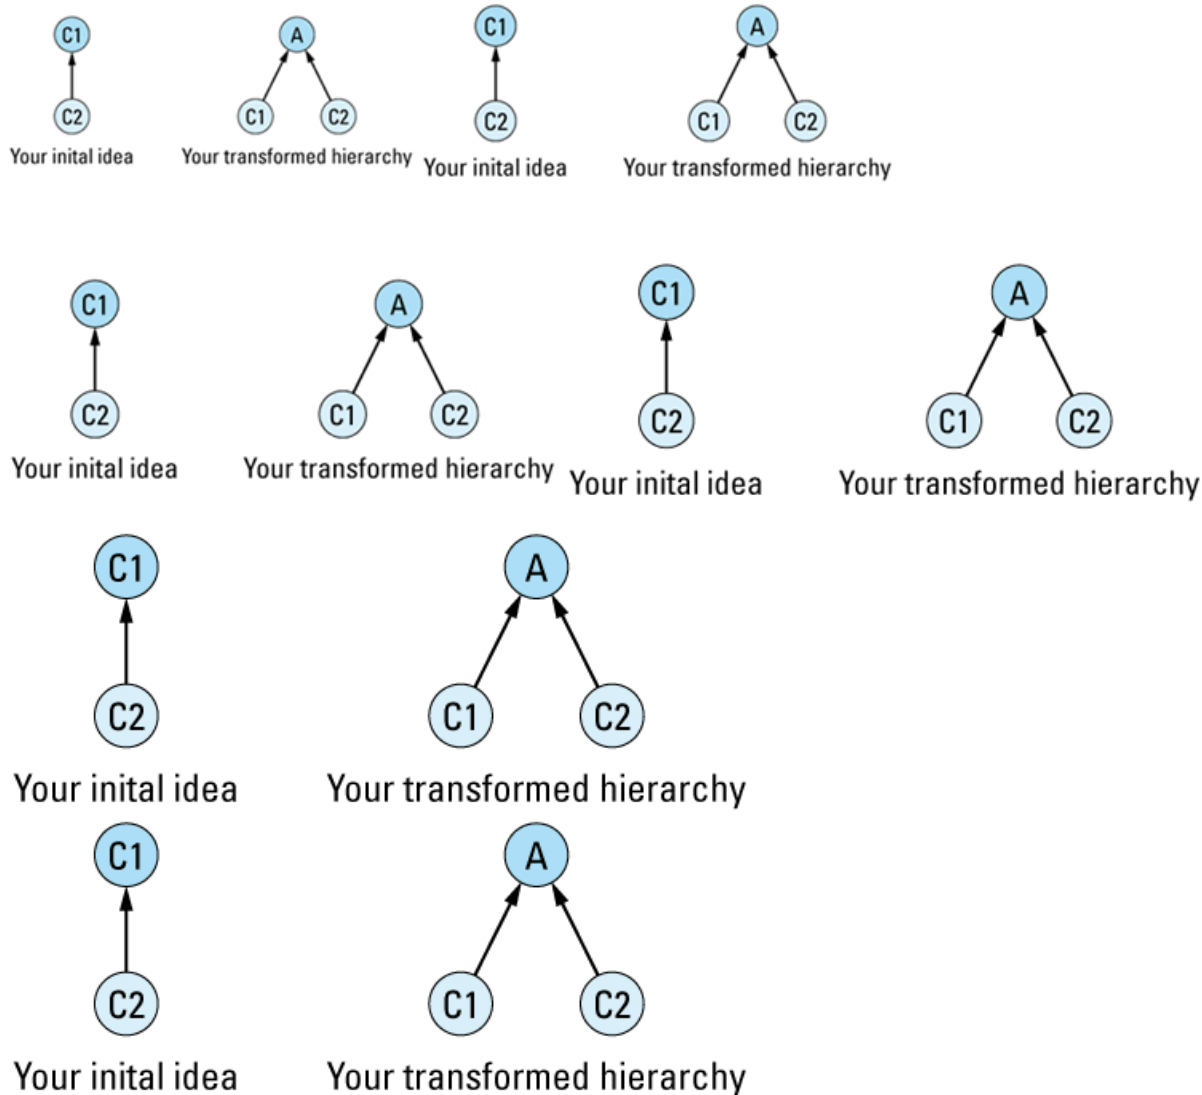 C1 A C1 A
C2 C1 C2 C2 C1 C2
Your inital idea Your transformed hierarchy Your inital idea Your transformed hierarchy
C1 A C1 A
C2 C1 C2 C2 C1 C2
Your inital idea Your transformed hierarchy Your inital idea Your transformed hierarchy
C1 A
C2 C1 C2
Your inital idea Your transformed hierarchy
C1 A
C2 C1 C2
Your inital idea Your transformed hierarchy